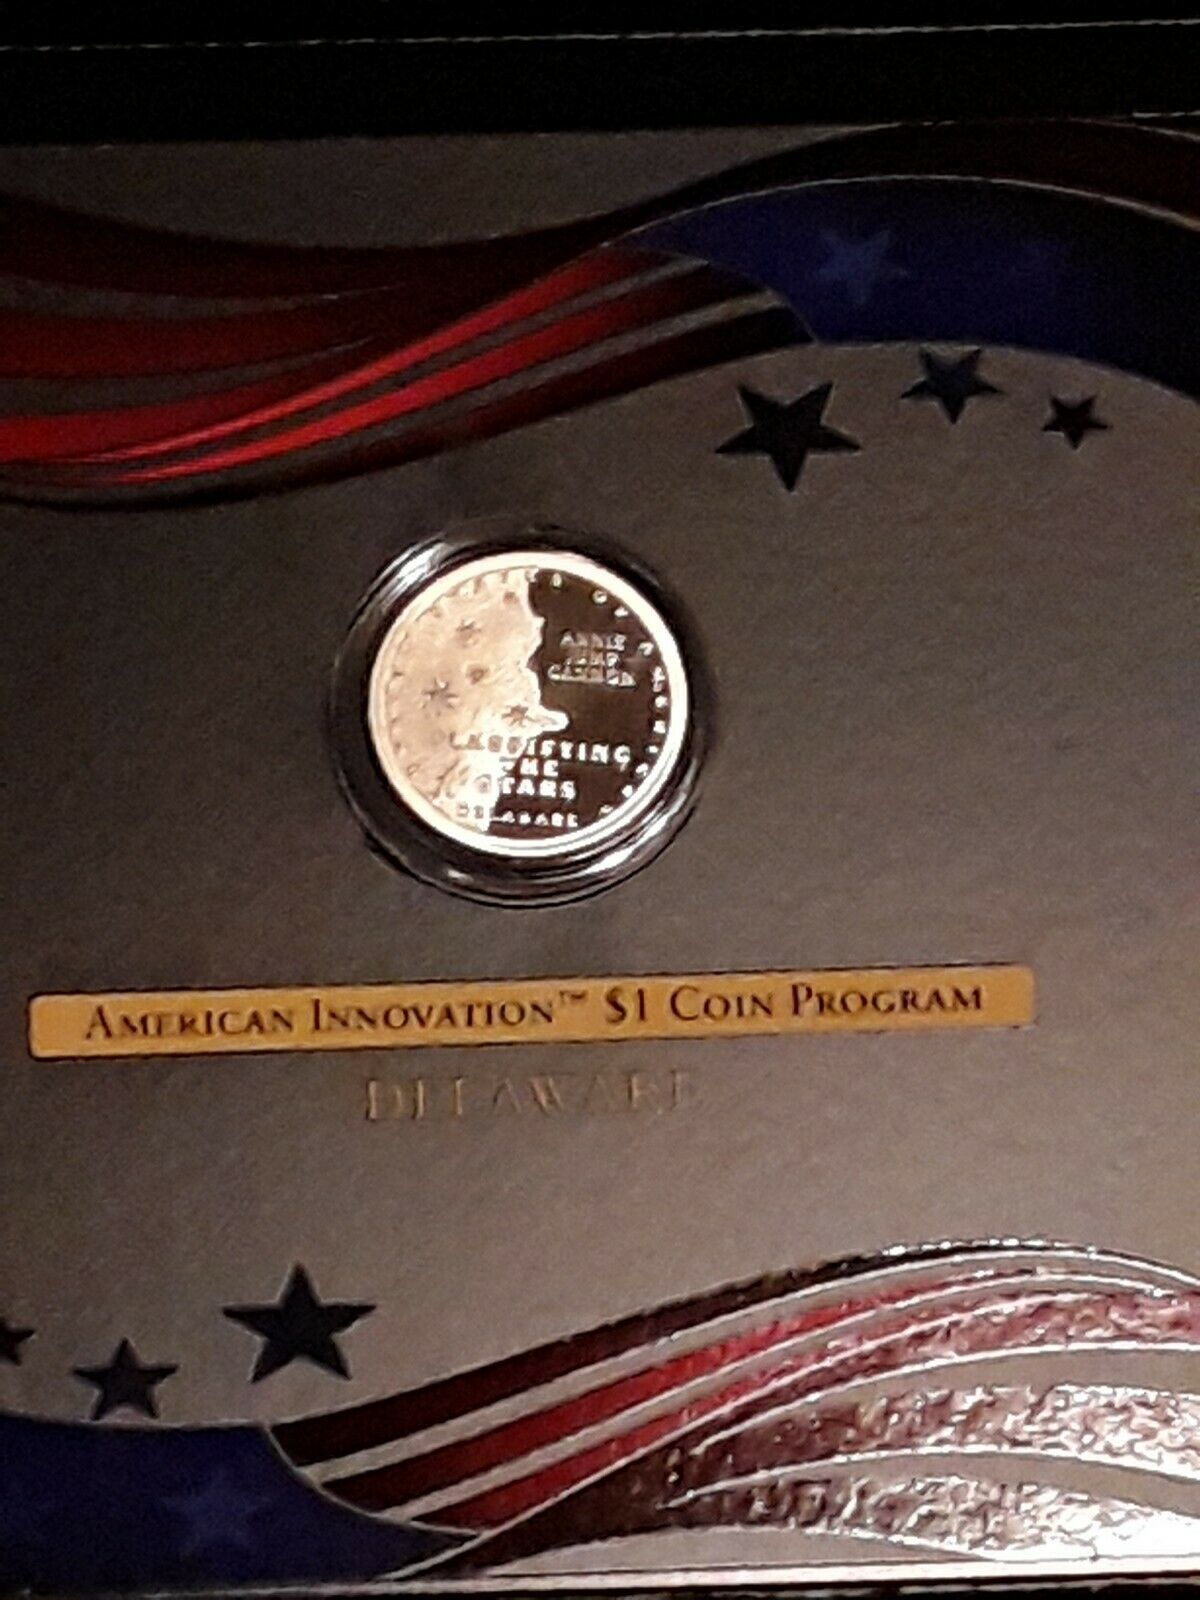 ANNIE
JUMP
CANNON
CLASSIFYING
THE
STARS
DELAWARE
AMERICAN INNOVATION™ $1 COIN PROGRAM
DELAWARE